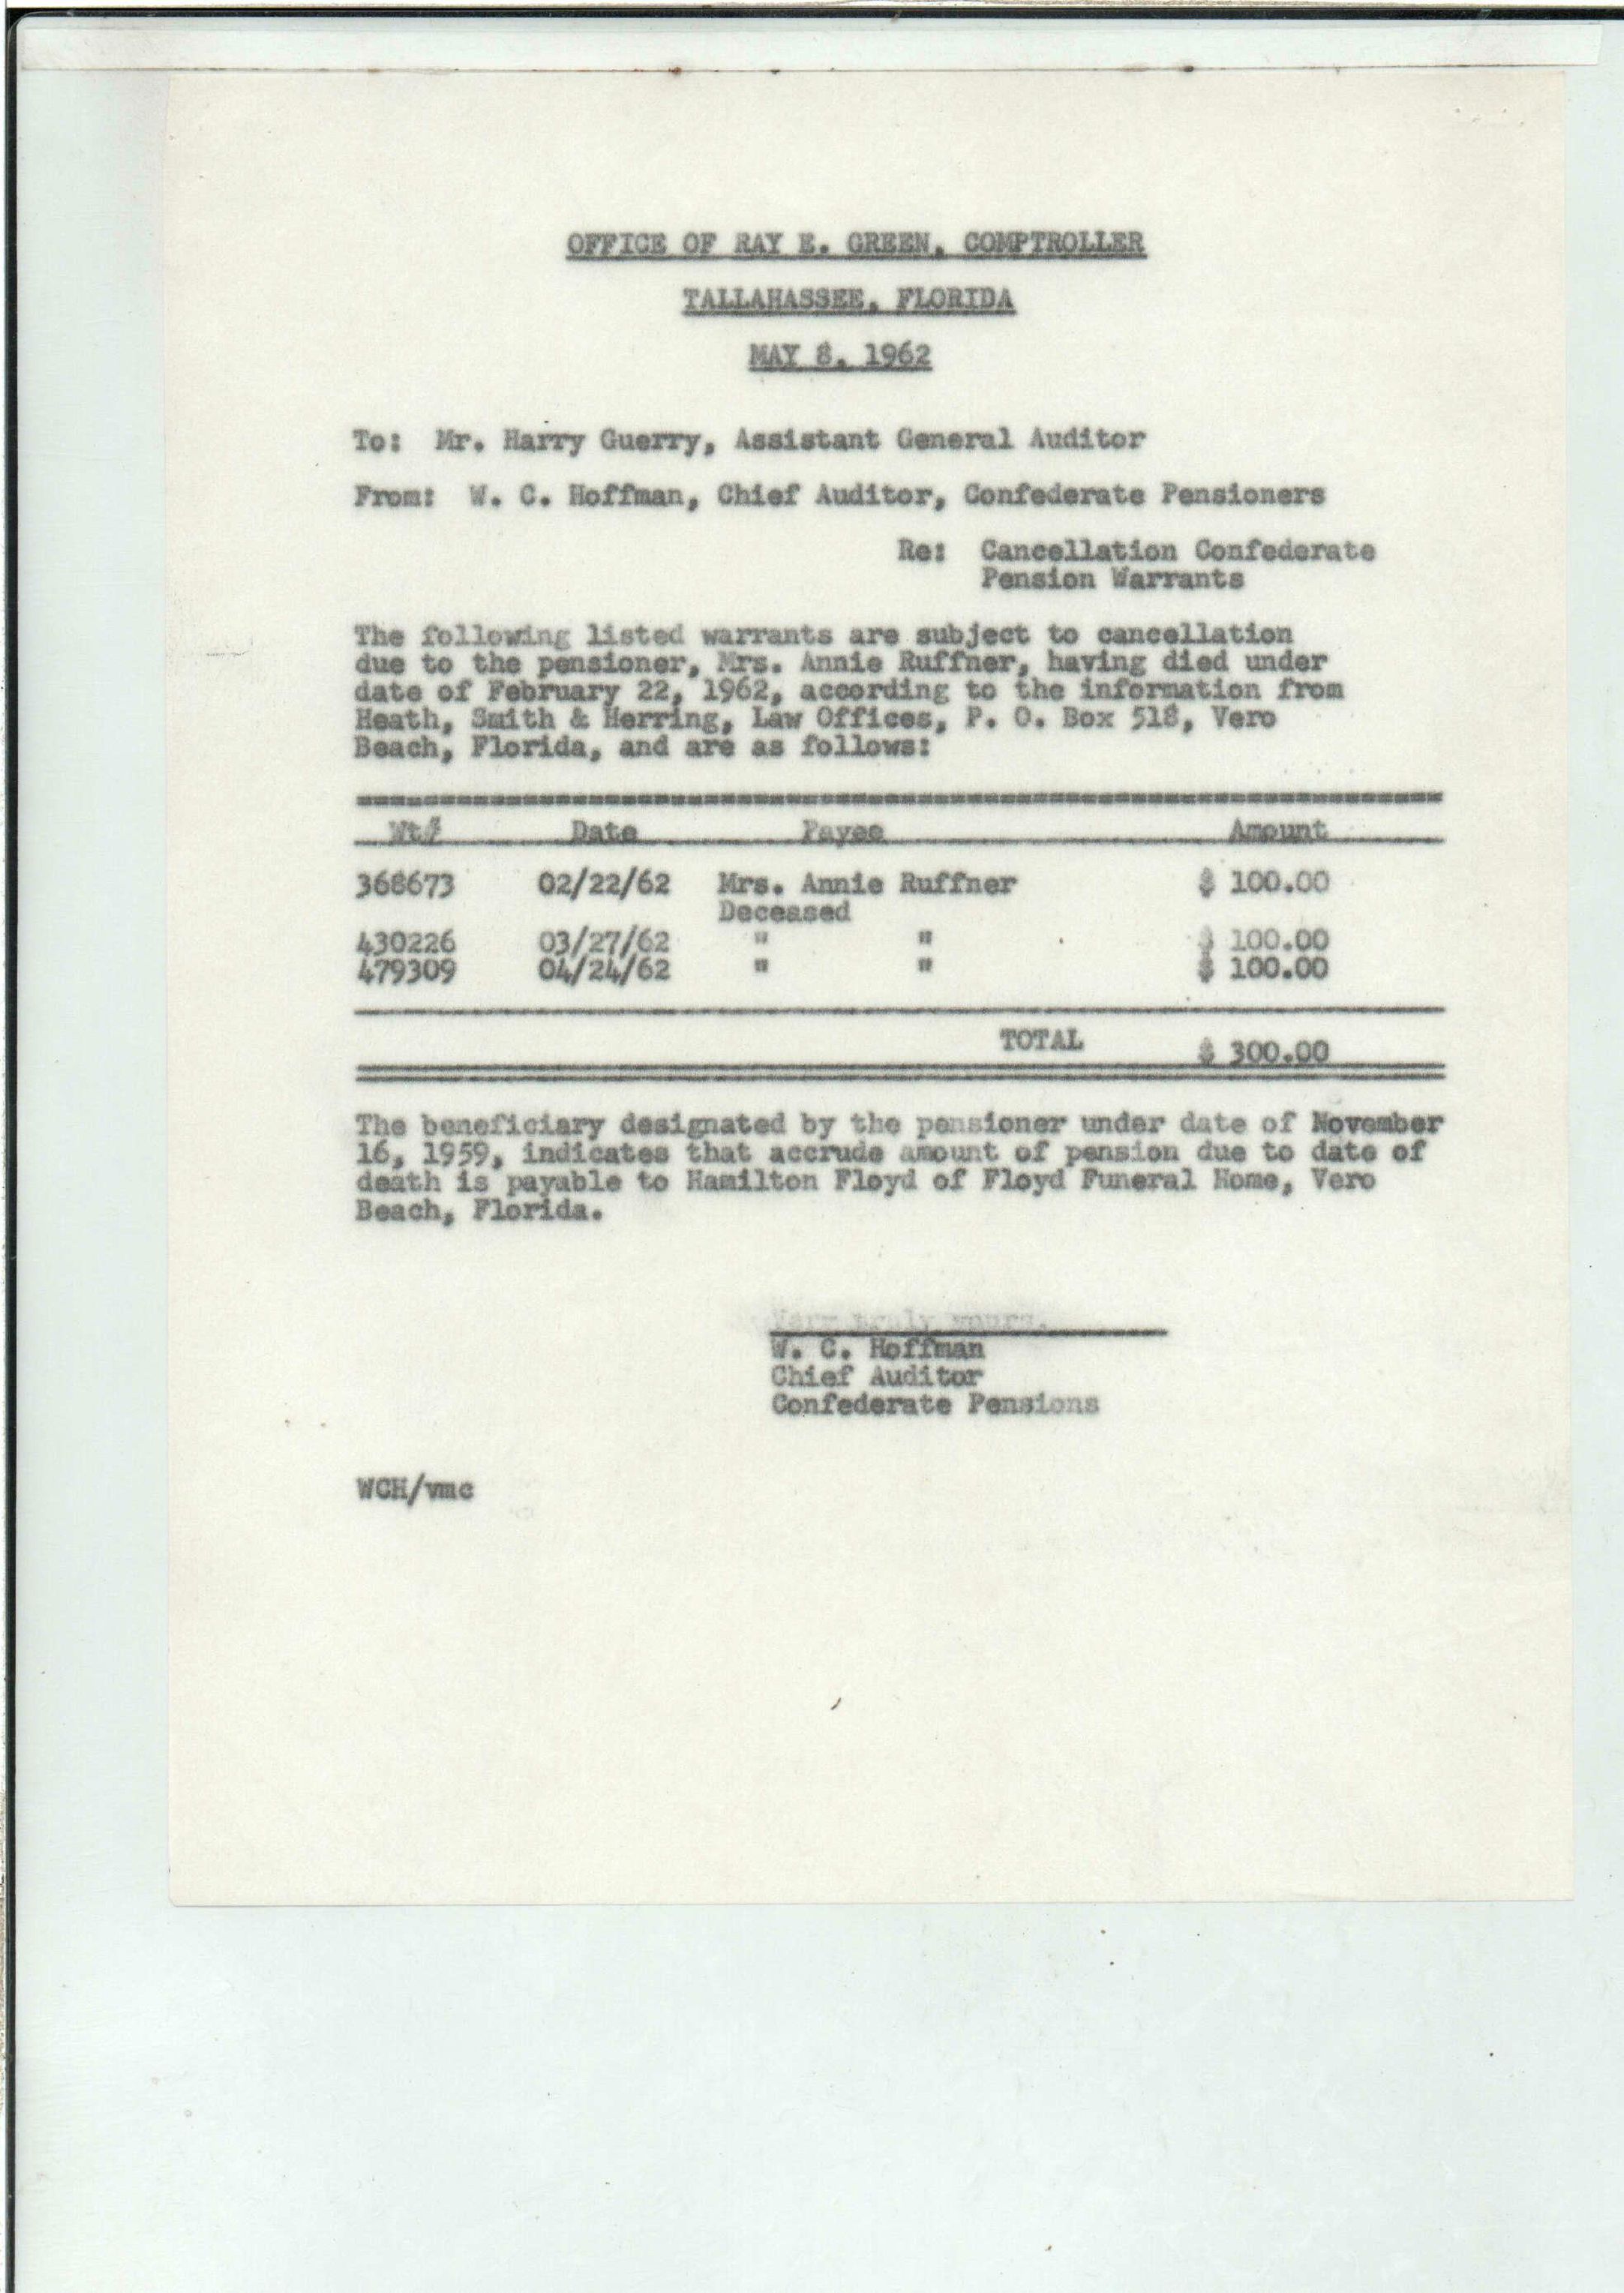 OFFICE OF RAY E. GREEN, COMPTROLLER
TALLAHASSEE, FLORIDA
MAY 8, 1962
To: Mr. Harry Guerry, Assistant General Auditor
From: W. C. Hoffman, Chief Auditor, Confederate Pensioners
Re: Cancellation Confederate
Pension Warrants
The following listed warrants are subject to cancellation
due to the pensioner, Mrs. Annie Ruffner, having died under
date of February 22, 1962, according to the information from
Heath, Smith & Herring, Law Offices, P. O. Box 518, Vero
Beach, Florida, and are as follows:
Wt# Date Payee Amount
368673 02/22/62 Mrs. Annie Ruffner $ 100.00
Deceased
430226 03/27/62 " " $ 100.00
479309 04/24/62 " " $ 100.00
TOTAL $ 300.00
The beneficiary designated by the pensioner under date of November
16, 1959, indicates that accrude amount of pension due to date of
death is payable to Hamilton Floyd of Floyd Funeral Home, Vero
Beach, Florida.
Very truly yours,
W. C. Hoffman
Chief Auditor
Confederate Pensions
WCH/vmc